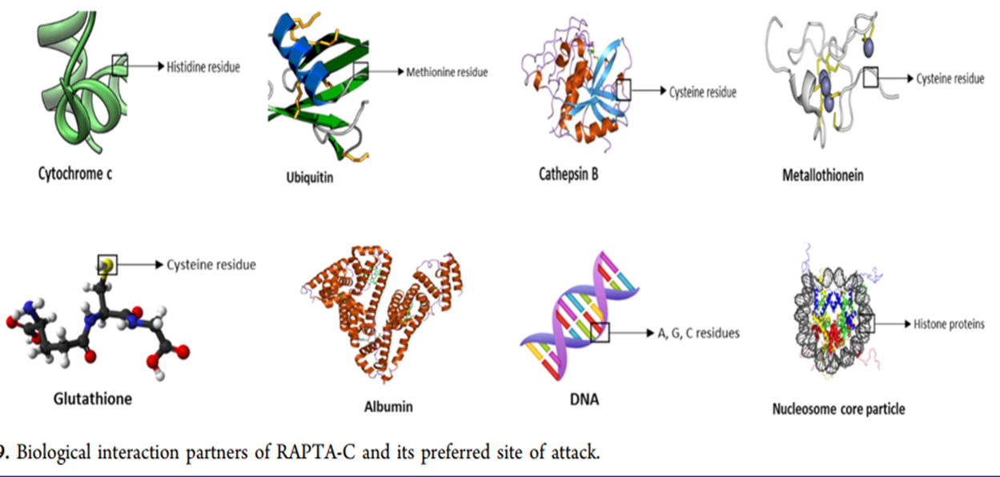 Histidine residue
Methionine residue
Cysteine residue
Cysteine residue
Cytochrome c
Ubiquitin
Cathepsin B
Metallothionein
Cysteine residue
A, G, C residues
Histone proteins
Glutathione
Albumin
DNA
Nucleosome core particle
9. Biological interaction partners of RAPTA-C and its preferred site of attack.